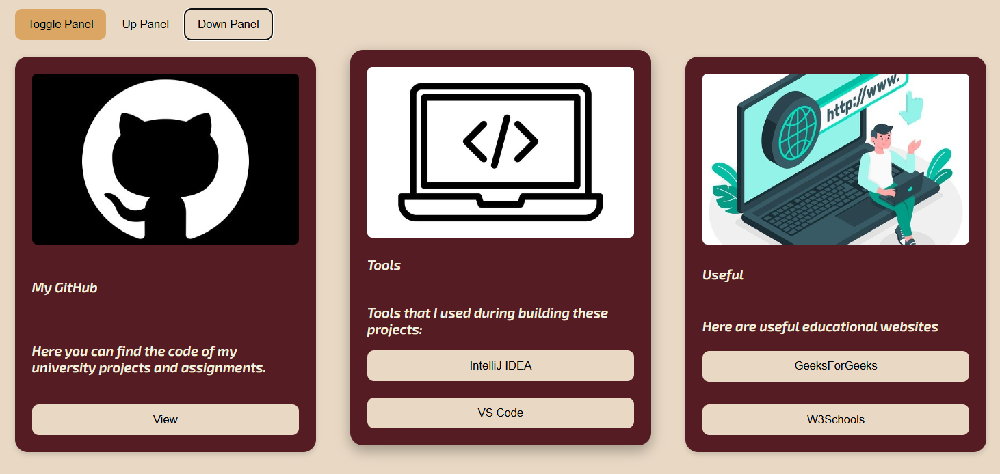 Toggle Panel
Up Panel
Down Panel
My GitHub
Here you can find the code of my
university projects and assignments.
View
</>
Tools
Tools that I used during building these
projects:
IntelliJ IDEA
VS Code
http://www.
Useful
Here are useful educational websites
GeeksForGeeks
W3Schools